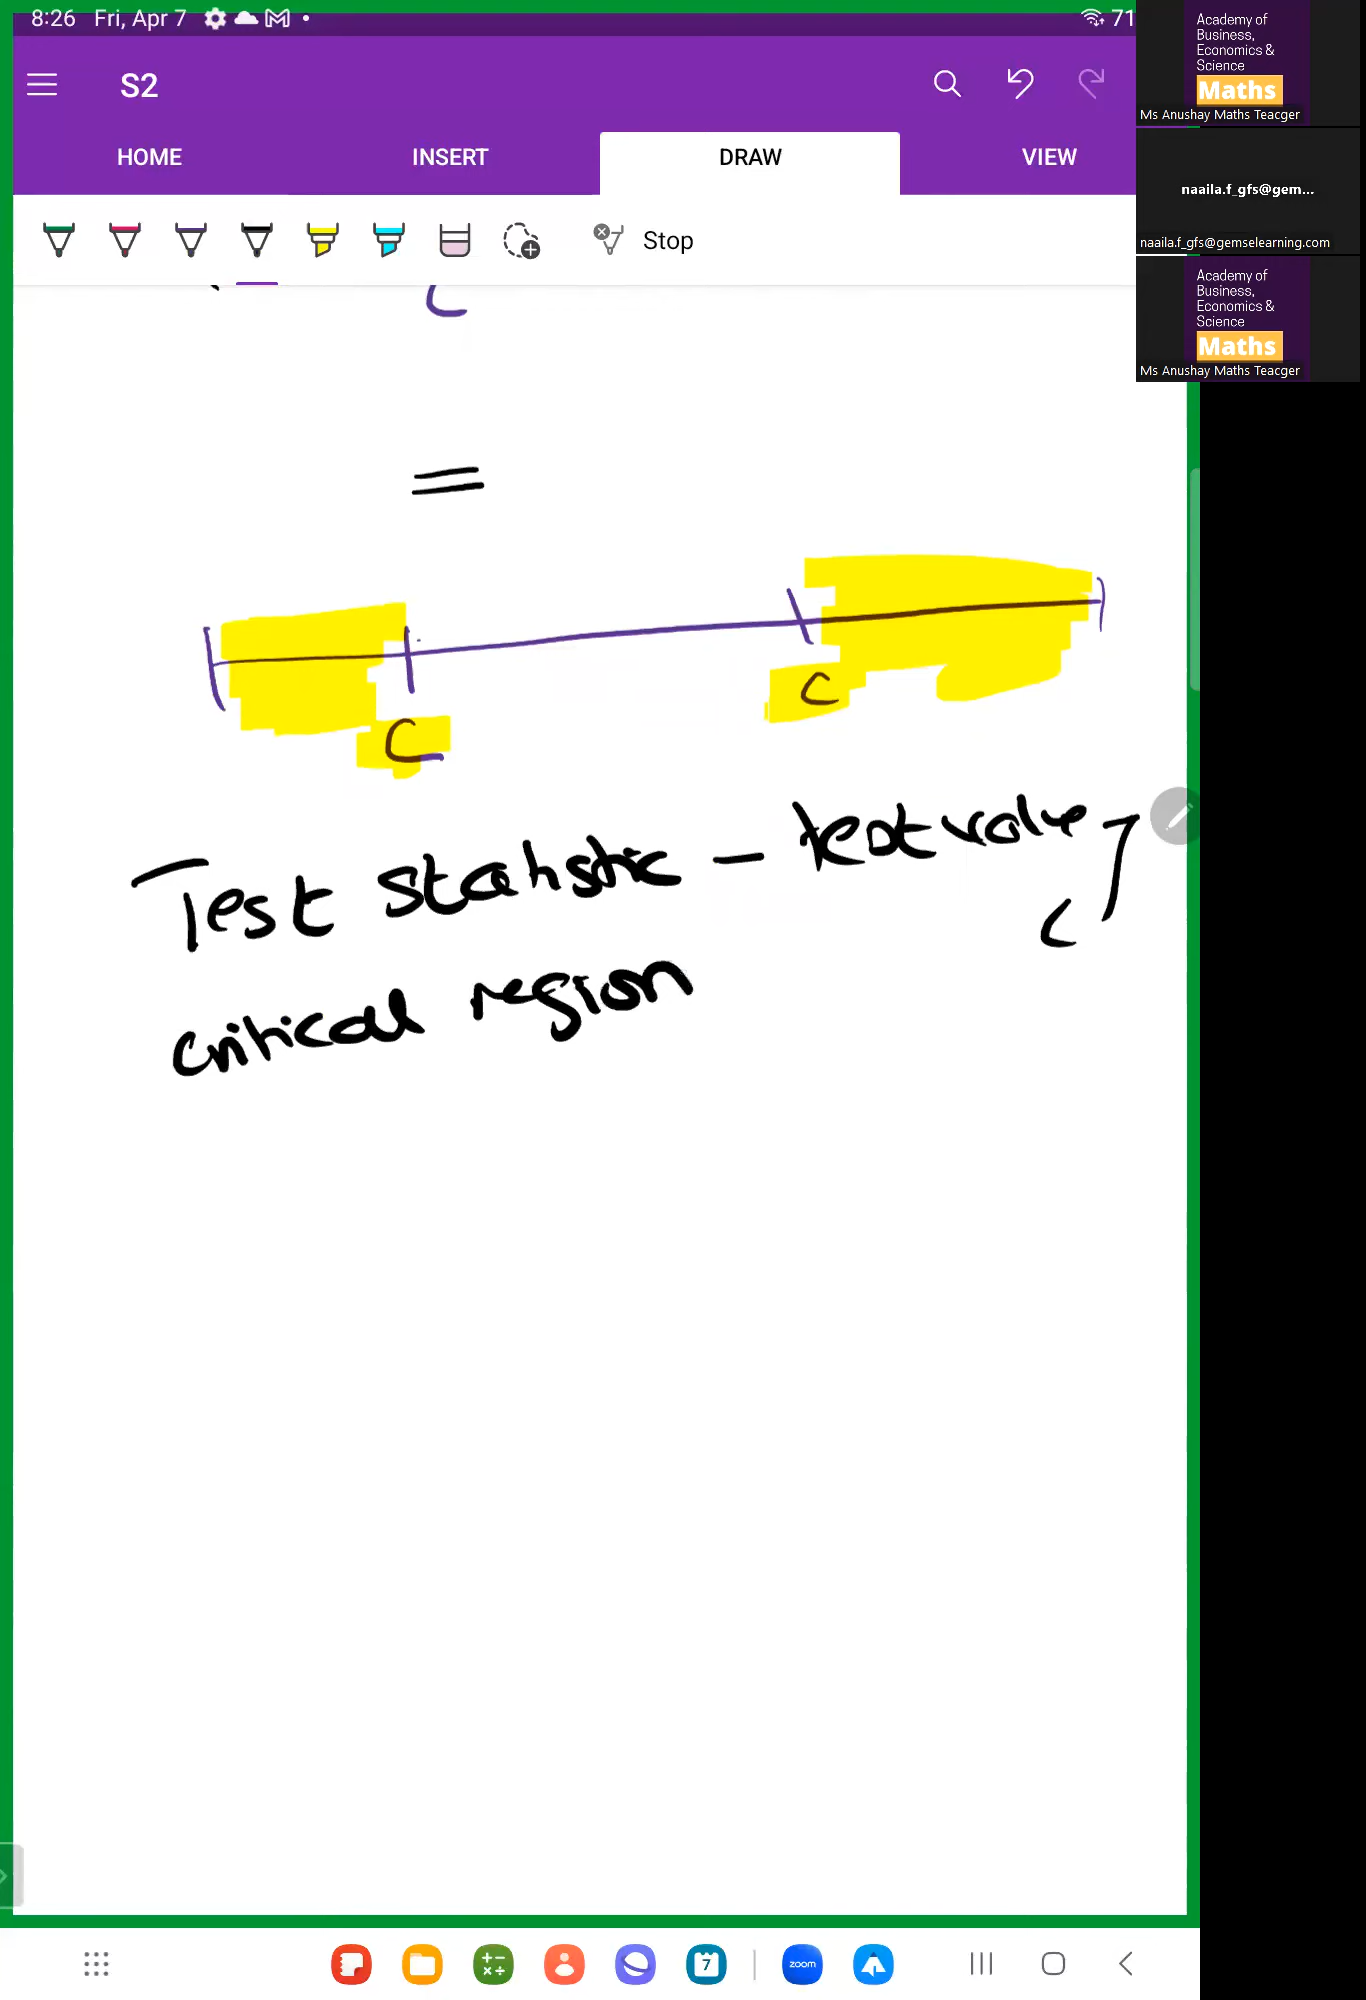 8:26 Fri, Apr 7
71
S2
HOME INSERT DRAW VIEW
Stop
C
=
C
C
Test statistic - test value
C
critical region
Academy of
Business,
Economics &
Science
Maths
Ms Anushay Maths Teacger
naaila.f_gfs@gem...
naaila.f_gfs@gemselearning.com
Academy of
Business,
Economics &
Science
Maths
Ms Anushay Maths Teacger
7
zoom